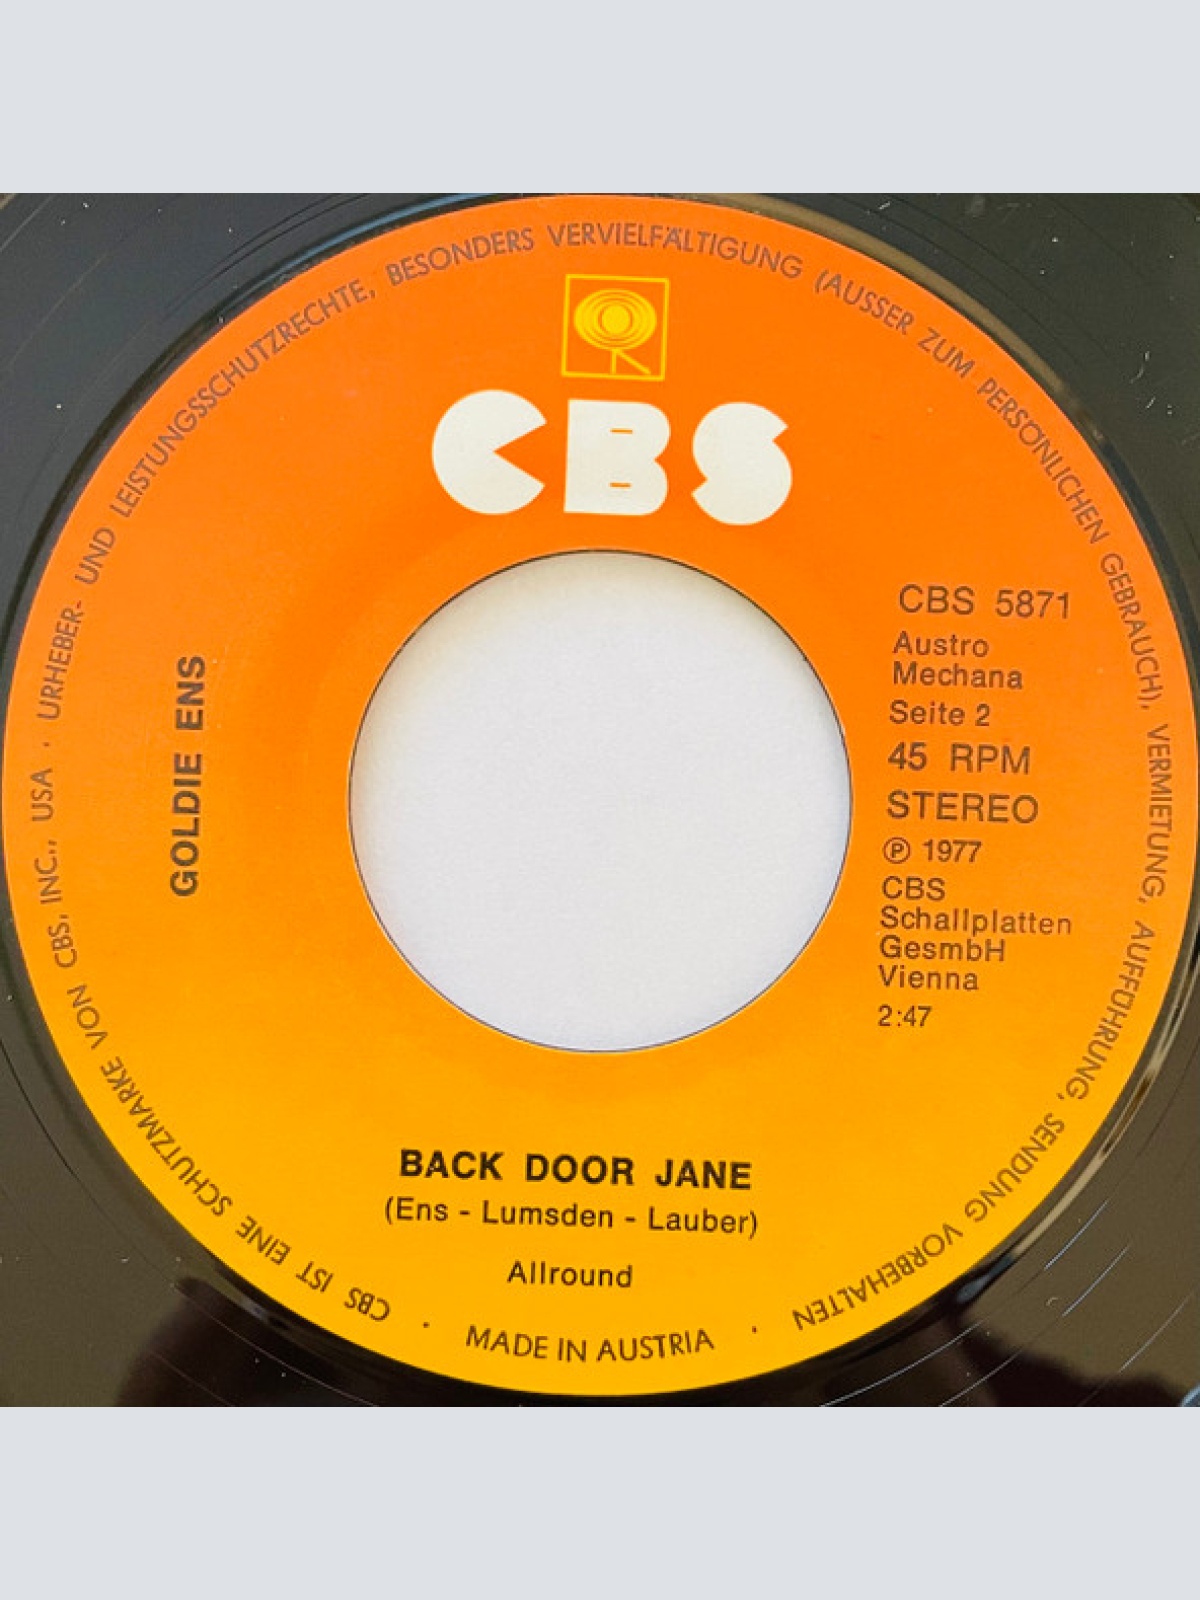 URHEBER- UND LEISTUNGSSCHUTZRECHTE, BESONDERS VERVIELFÄLTIGUNG (AUSSER ZUM PERSÖNLICHEN GEBRAUCH), VERMIETUNG, AUFFÜHRUNG, SENDUNG VORBEHALTEN
CBS
GOLDIE ENS
CBS 5871
Austro
Mechana
Seite 2
45 RPM
STEREO
Ⓟ 1977
CBS
Schallplatten
GesmbH
Vienna
2:47
BACK DOOR JANE
(Ens - Lumsden - Lauber)
Allround
· MADE IN AUSTRIA ·
CBS IST EINE SCHUTZMARKE VON CBS, INC., USA ·